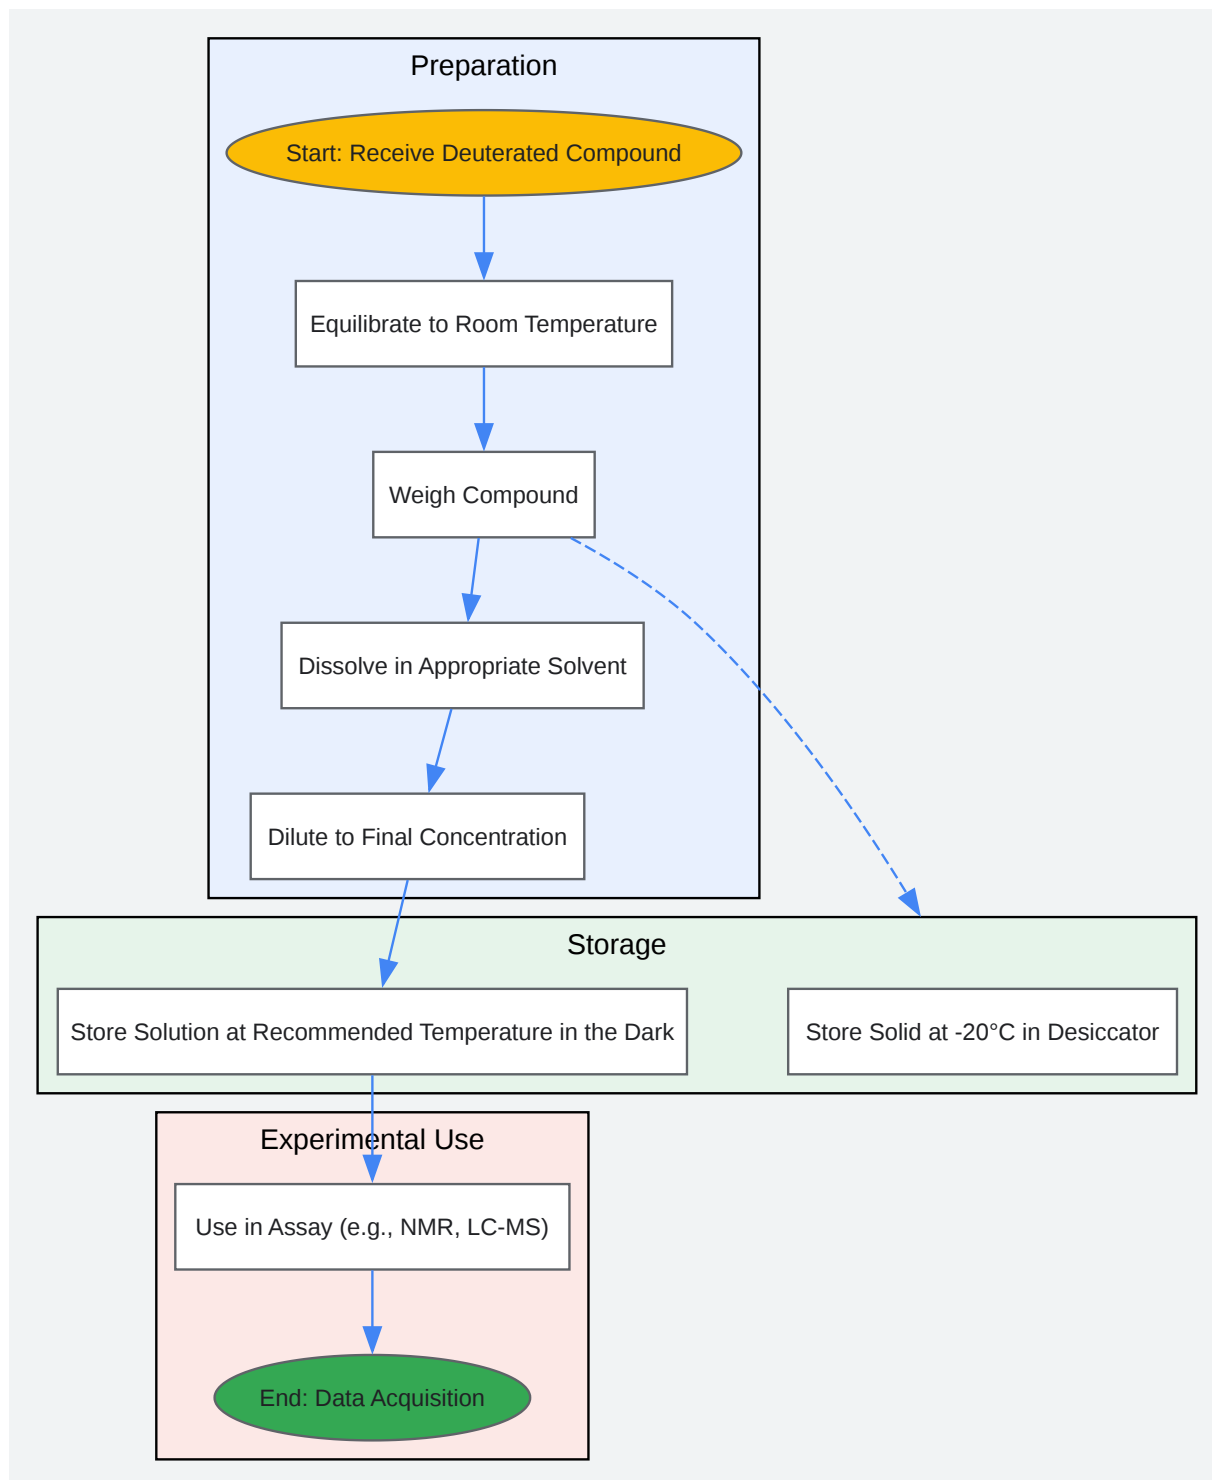 Preparation
Start: Receive Deuterated Compound
Equilibrate to Room Temperature
Weigh Compound
Dissolve in Appropriate Solvent
Dilute to Final Concentration
Storage
Store Solution at Recommended Temperature in the Dark
Store Solid at -20°C in Desiccator
Experimental Use
Use in Assay (e.g., NMR, LC-MS)
End: Data Acquisition